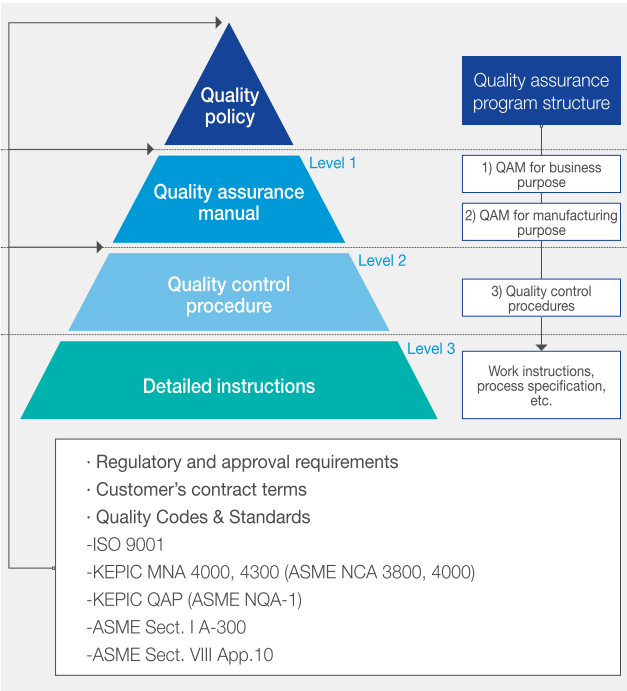 Quality
policy
Level 1
Quality assurance
manual
Level 2
Quality control
procedure
Level 3
Detailed instructions
Quality assurance
program structure
1) QAM for business
purpose
2) QAM for manufacturing
purpose
3) Quality control
procedures
Work instructions,
process specification,
etc.
· Regulatory and approval requirements
· Customer's contract terms
· Quality Codes & Standards
-ISO 9001
-KEPIC MNA 4000, 4300 (ASME NCA 3800, 4000)
-KEPIC QAP (ASME NQA-1)
-ASME Sect. I A-300
-ASME Sect. VIII App.10